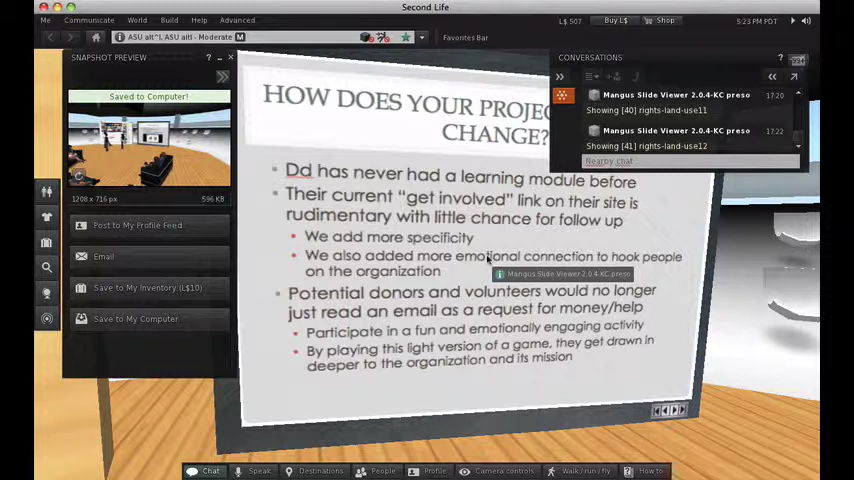 Second Life
Me Communicate World Build Help Advanced
L$ 507 Buy L$ Shop 5:23 PM PDT
ASU alt^I, ASU altI - Moderate M
Favorites Bar
SNAPSHOT PREVIEW
Saved to Computer!
1208 x 716 px 596 KB
Post to My Profile Feed
Email
Save to My Inventory (L$10)
Save to My Computer
CONVERSATIONS
Mangus Slide Viewer 2.0.4-KC preso 17:20
Showing [40] rights-land-use11
Mangus Slide Viewer 2.0.4-KC preso 17:22
Showing [41] rights-land-use12
Nearby chat
HOW DOES YOUR PROJE
CHANGE?
• Dd has never had a learning module before
• Their current “get involved” link on their site is
rudimentary with little chance for follow up
• We add more specificity
• We also added more emotional connection to hook people
on the organization
Mangus Slide Viewer 2.0.4-KC preso
• Potential donors and volunteers would no longer
just read an email as a request for money/help
• Participate in a fun and emotionally engaging activity
• By playing this light version of a game, they get drawn in
deeper to the organization and its mission
Chat Speak Destinations People Profile Camera controls Walk / run / fly How to